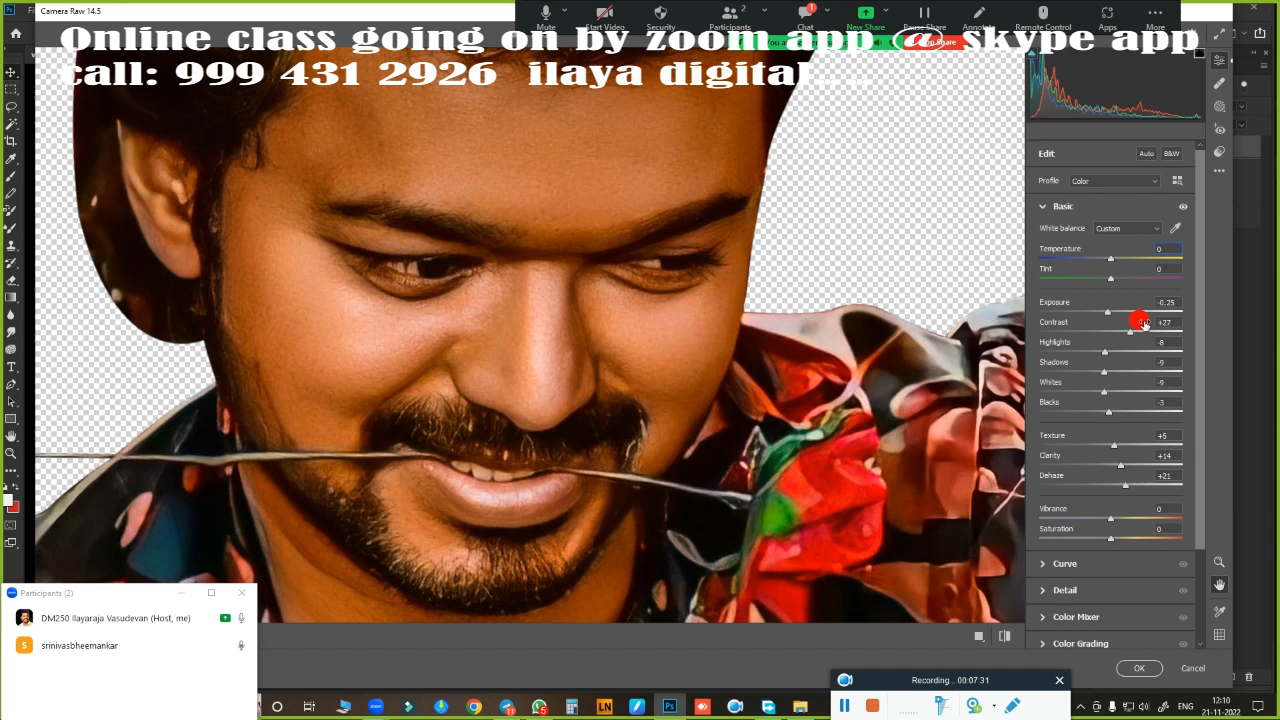 Camera Raw 14.5
Mute
Start Video
Security
Participants
2
Chat
1
New Share
Pause Share
Annotate
Remote Control
Apps
More
Online class going on by zoom app @ skype app
call: 999 431 2926 ilaya digital
Edit
Auto
B&W
Profile
Color
Basic
White balance
Custom
Temperature
0
Tint
0
Exposure
-0.25
Contrast
+27
Highlights
-8
Shadows
-9
Whites
-9
Blacks
-3
Texture
+5
Clarity
+14
Dehaze
+21
Vibrance
0
Saturation
0
Curve
Detail
Color Mixer
Color Grading
OK
Cancel
Participants (2)
DM250 Ilayaraja Vasudevan (Host, me)
S
srinivasbheemankar
Recording... 00:07:31
Ps
LN
Ps
ENG
12:10
21-11-2022